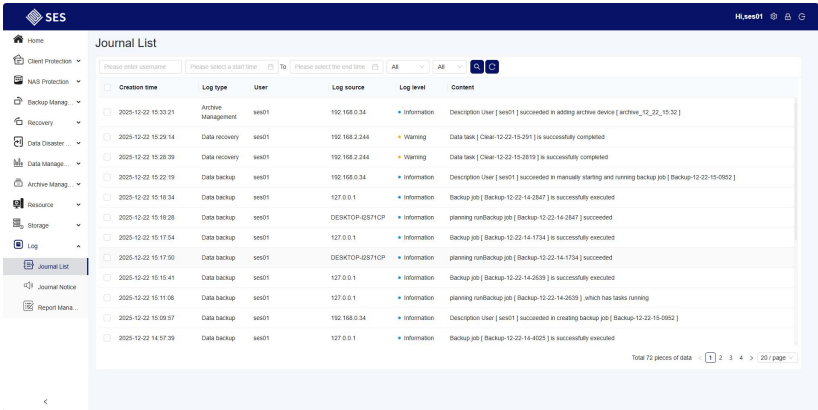 SES
Hi,ses01
Home
Client Protection
NAS Protection
Backup Manag...
Recovery
Data Disaster ...
Data Manage...
Archive Manag...
Resource
Storage
Log
Journal List
Journal Notice
Report Mana...
Journal List
Please enter username Please select a start time To Please select the end time All All
Creation time Log type User Log source Log level Content
2025-12-22 15:33:21 Archive Management ses01 192.168.0.34 Information Description User [ ses01 ] succeeded in adding archive device [ archive_12_22_15:32 ]
2025-12-22 15:29:14 Data recovery ses01 192.168.2.244 Warning Data task [ Clear-12-22-15-291 ] is successfully completed
2025-12-22 15:28:39 Data recovery ses01 192.168.2.244 Warning Data task [ Clear-12-22-15-2819 ] is successfully completed
2025-12-22 15:22:19 Data backup ses01 192.168.0.34 Information Description User [ ses01 ] succeeded in manually starting and running backup job [ Backup-12-22-15-0952 ]
2025-12-22 15:18:34 Data backup ses01 127.0.0.1 Information Backup job [ Backup-12-22-14-2847 ] is successfully executed
2025-12-22 15:18:28 Data backup ses01 DESKTOP-I2S71CP Information planning runBackup job [ Backup-12-22-14-2847 ] succeeded
2025-12-22 15:17:54 Data backup ses01 127.0.0.1 Information Backup job [ Backup-12-22-14-1734 ] is successfully executed
2025-12-22 15:17:50 Data backup ses01 DESKTOP-I2S71CP Information planning runBackup job [ Backup-12-22-14-1734 ] succeeded
2025-12-22 15:15:41 Data backup ses01 127.0.0.1 Information Backup job [ Backup-12-22-14-2639 ] is successfully executed
2025-12-22 15:11:08 Data backup ses01 127.0.0.1 Information planning runBackup job [ Backup-12-22-14-2639 ] ,which has tasks running
2025-12-22 15:09:57 Data backup ses01 192.168.0.34 Information Description User [ ses01 ] succeeded in creating backup job [ Backup-12-22-15-0952 ]
2025-12-22 14:57:39 Data backup ses01 127.0.0.1 Information Backup job [ Backup-12-22-14-4025 ] is successfully executed
Total 72 pieces of data < 1 2 3 4 > 20 / page